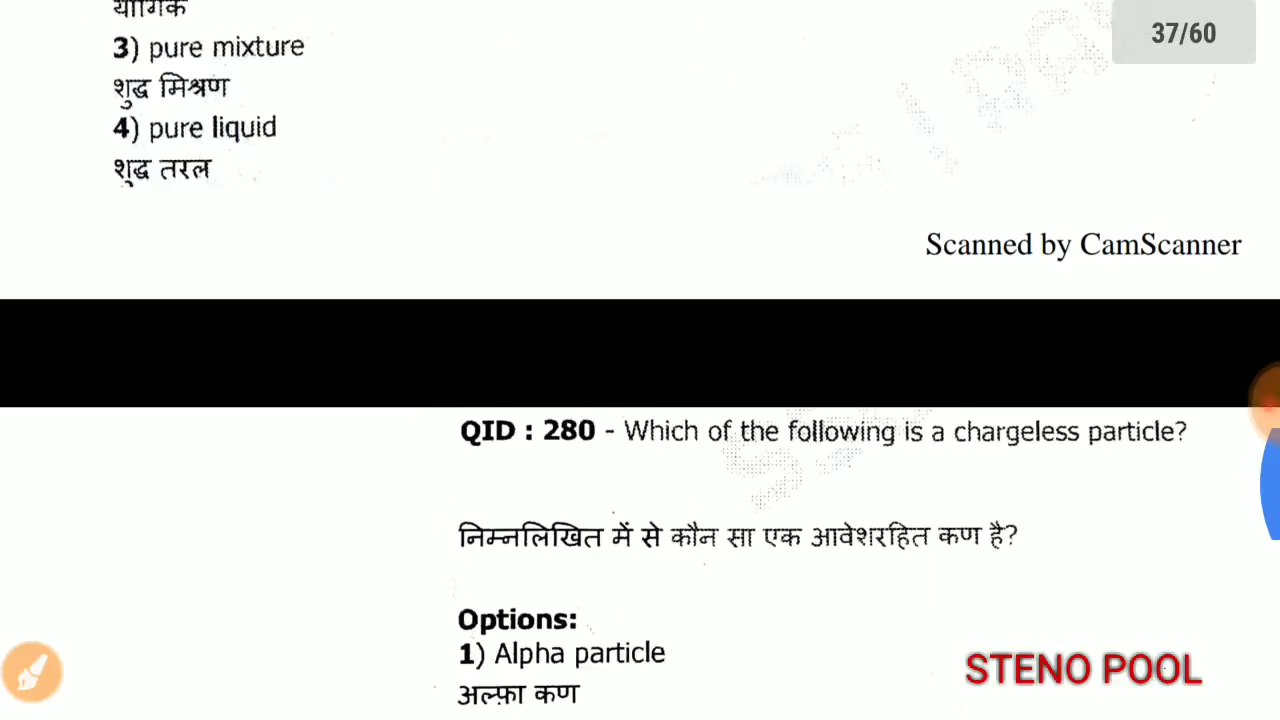 यौगिक
37/60
3) pure mixture
शुद्ध मिश्रण
4) pure liquid
शुद्ध तरल
Scanned by CamScanner
QID : 280 - Which of the following is a chargeless particle?
निम्नलिखित में से कौन सा एक आवेशरहित कण है?
Options:
1) Alpha particle
अल्फ़ा कण
STENO POOL